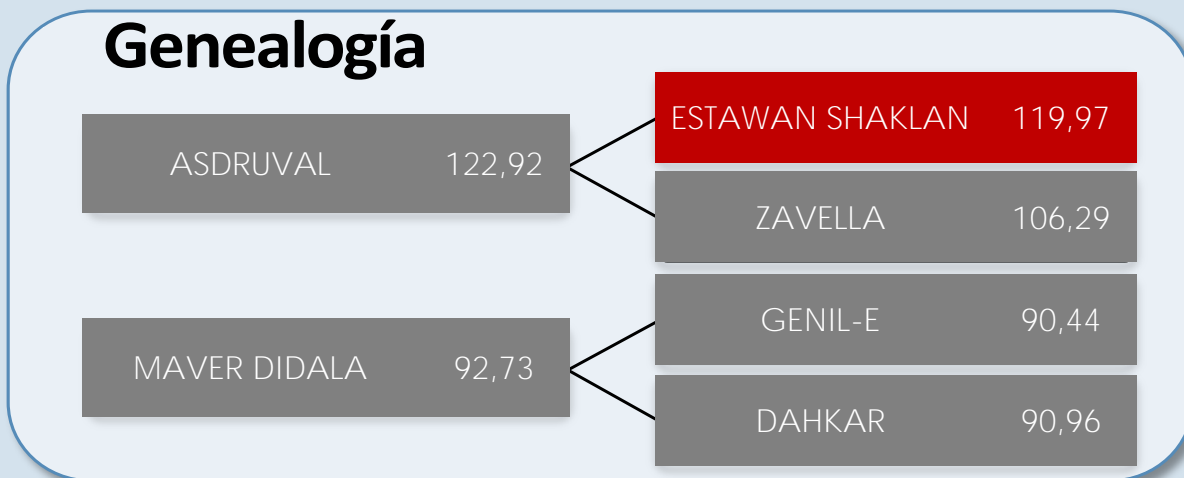 Genealogía
ESTAWAN SHAKLAN 119,97
ASDRUVAL 122,92
ZAVELLA 106,29
GENIL-E 90,44
MAVER DIDALA 92,73
DAHKAR 90,96